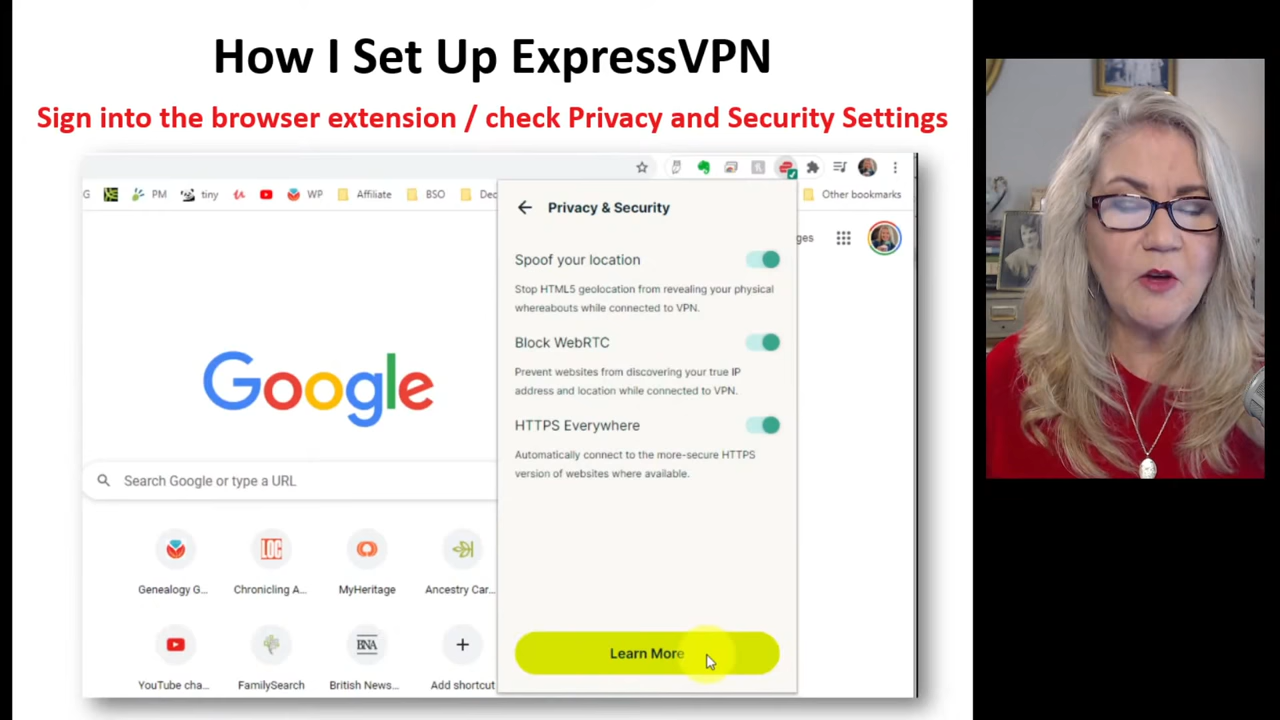 How I Set Up ExpressVPN
Sign into the browser extension / check Privacy and Security Settings
G PM tiny WP Affiliate BSO Dec Other bookmarks
Privacy & Security
ges
Spoof your location
Stop HTML5 geolocation from revealing your physical
whereabouts while connected to VPN.
Block WebRTC
Prevent websites from discovering your true IP
address and location while connected to VPN.
Google
HTTPS Everywhere
Automatically connect to the more-secure HTTPS
version of websites where available.
Search Google or type a URL
LOC
Genealogy G... Chronicling A... MyHeritage Ancestry Car...
BNA
YouTube cha... FamilySearch British News... Add shortcut
Learn More